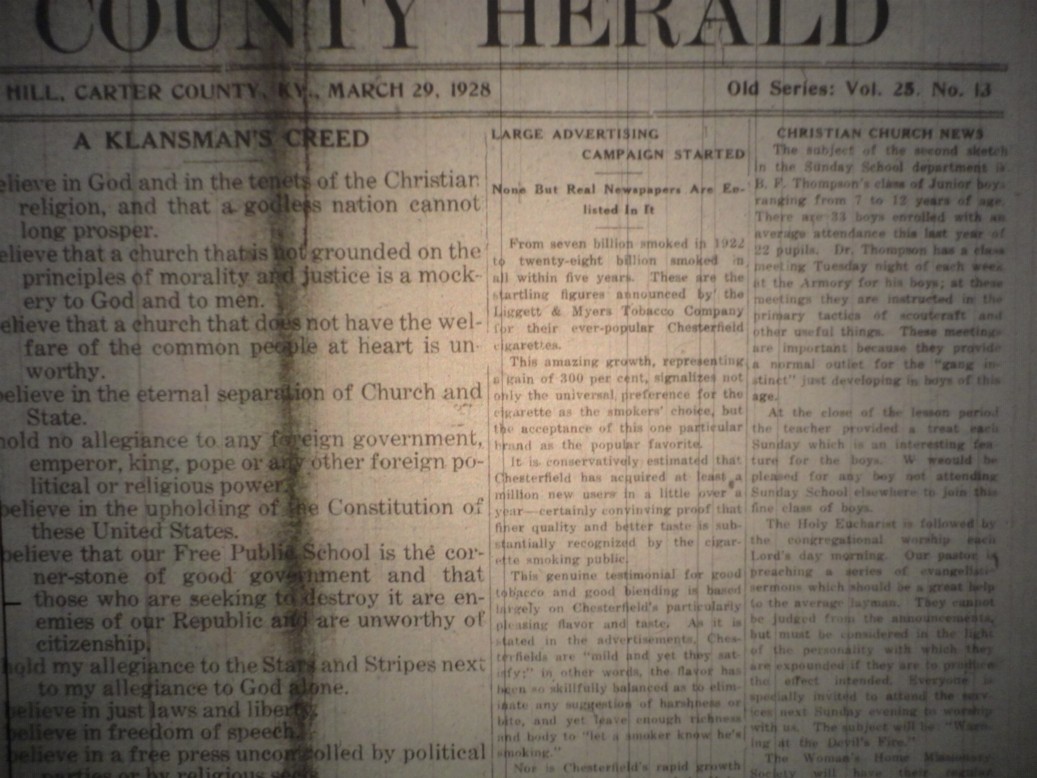 COUNTY HERALD
HILL, CARTER COUNTY, KY., MARCH 29, 1928
Old Series: Vol. 25. No. 13
A KLANSMAN'S CREED
elieve in God and in the tenets of the Christian
religion, and that a godless nation cannot
long prosper.
elieve that a church that is not grounded on the
principles of morality and justice is a mock-
ery to God and to men.
elieve that a church that does not have the wel-
fare of the common people at heart is un-
worthy.
believe in the eternal separation of Church and
State.
hold no allegiance to any foreign government,
emperor, king, pope or any other foreign po-
litical or religious power.
believe in the upholding of the Constitution of
these United States.
believe that our Free Public School is the cor-
ner-stone of good government and that
those who are seeking to destroy it are en-
emies of our Republic and are unworthy of
citizenship.
hold my allegiance to the Stars and Stripes next
to my allegiance to God alone.
believe in just laws and liberty.
believe in freedom of speech.
believe in a free press uncontrolled by political
parties or by religious sects
LARGE ADVERTISING
CAMPAIGN STARTED
None But Real Newspapers Are En-
listed In It
From seven billion smoked in 1922
to twenty-eight billion smoked in
all within five years. These are the
startling figures announced by the
Liggett & Myers Tobacco Company
for their ever-popular Chesterfield
cigarettes.
This amazing growth, representing
a gain of 300 per cent, signalizes not
only the universal preference for the
cigarette as the smokers' choice, but
the acceptance of this one particular
brand as the popular favorite.
It is conservatively estimated that
Chesterfield has acquired at least a
million new users in a little over a
year—certainly convincing proof that
finer quality and better taste is sub-
stantially recognized by the cigar-
ette smoking public.
This genuine testimonial for good
tobacco and good blending is based
largely on Chesterfield's particularly
pleasing flavor and taste. As it is
stated in the advertisements, Ches-
terfields are "mild and yet they sat-
isfy;" in other words, the flavor has
been so skillfully balanced as to elim-
inate any suggestion of harshness or
bite, and yet leave enough richness
and body to "let a smoker know he's
smoking."
Nor is Chesterfield's rapid growth
CHRISTIAN CHURCH NEWS
The subject of the second sketch
in the Sunday School department is
B. F. Thompson's class of Junior boys
ranging from 7 to 12 years of age.
There are 33 boys enrolled with an
average attendance this last year of
22 pupils. Dr. Thompson has a class
meeting Tuesday night of each week
at the Armory for his boys; at these
meetings they are instructed in the
primary tactics of scoutcraft and
other useful things. These meetings
are important because they provide
a normal outlet for the "gang in-
stinct" just developing in boys of this
age.
At the close of the lesson period
the teacher provided a treat each
Sunday which is an interesting fea-
ture for the boys. W would be
pleased for any boy not attending
Sunday School elsewhere to join this
fine class of boys.
The Holy Eucharist is followed by
the congregational worship each
Lord's day morning. Our pastor is
preaching a series of evangelist-
sermons which should be a great help
to the average layman. They cannot
be judged from the announcements,
but must be considered in the light
of the personality with which they
are expounded if they are to produce
the effect intended. Everyone is
specially invited to attend the serv-
ices next Sunday evening to worship
with us. The subject will be "Warn-
ing at the Devil's Fire."
The Woman's Home Missionary
Society will have their